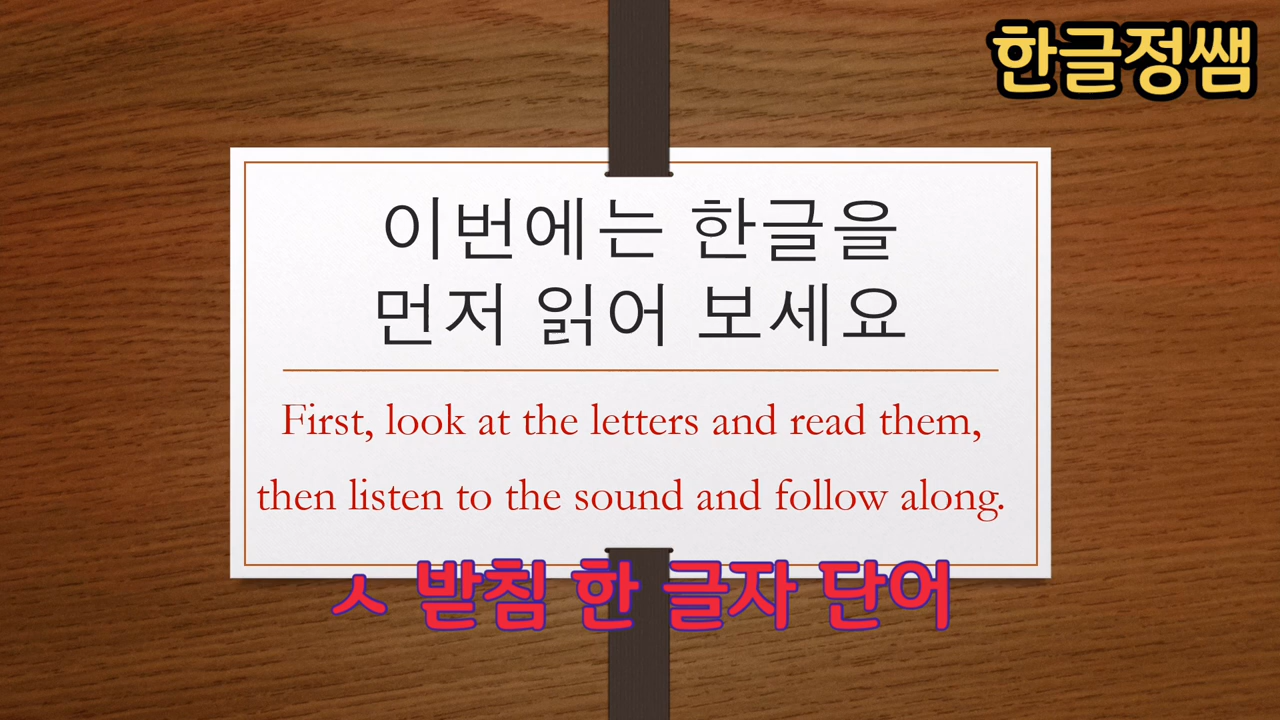 한글정쌤
이번에는 한글을
먼저 읽어 보세요
First, look at the letters and read them,
then listen to the sound and follow along.
ㅅ 받침 한 글자 단어